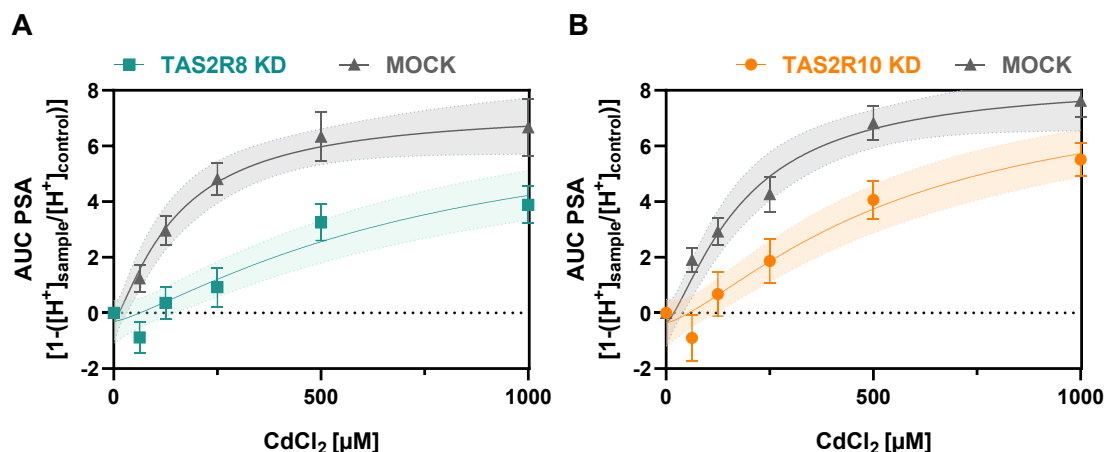 A
TAS2R8 KD
MOCK
AUC PSA
[1-([H⁺]sample/[H⁺]control)]
8
6
4
2
0
-2
0
500
1000
CdCl₂ [µM]
B
TAS2R10 KD
MOCK
AUC PSA
[1-([H⁺]sample/[H⁺]control)]
8
6
4
2
0
-2
0
500
1000
CdCl₂ [µM]